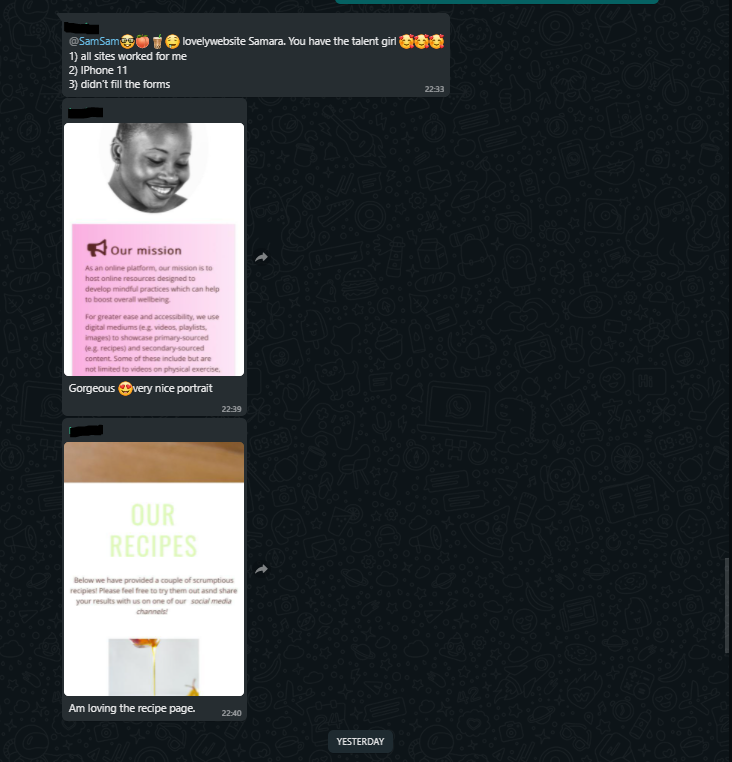 @SamSam🤓🍑🧋🤤 lovelywebsite Samara. You have the talent girl 🥰🥰🥰
1) all sites worked for me
2) IPhone 11
3) didn't fill the forms
22:33
Our mission
As an online platform, our mission is to
host online resources designed to
develop mindful practices which can help
to boost overall wellbeing.
For greater ease and accessibility, we use
digital mediums (e.g. videos, playlists,
images) to showcase primary-sourced
(e.g. recipes) and secondary-sourced
content. Some of these include but are
not limited to videos on physical exercise,
Gorgeous 😍very nice portrait
22:39
OUR
RECIPES
Below we have provided a couple of scrumptious
recipies! Please feel free to try them out asnd share
your results with us on one of our social media
channels!
Am loving the recipe page.
22:40
YESTERDAY